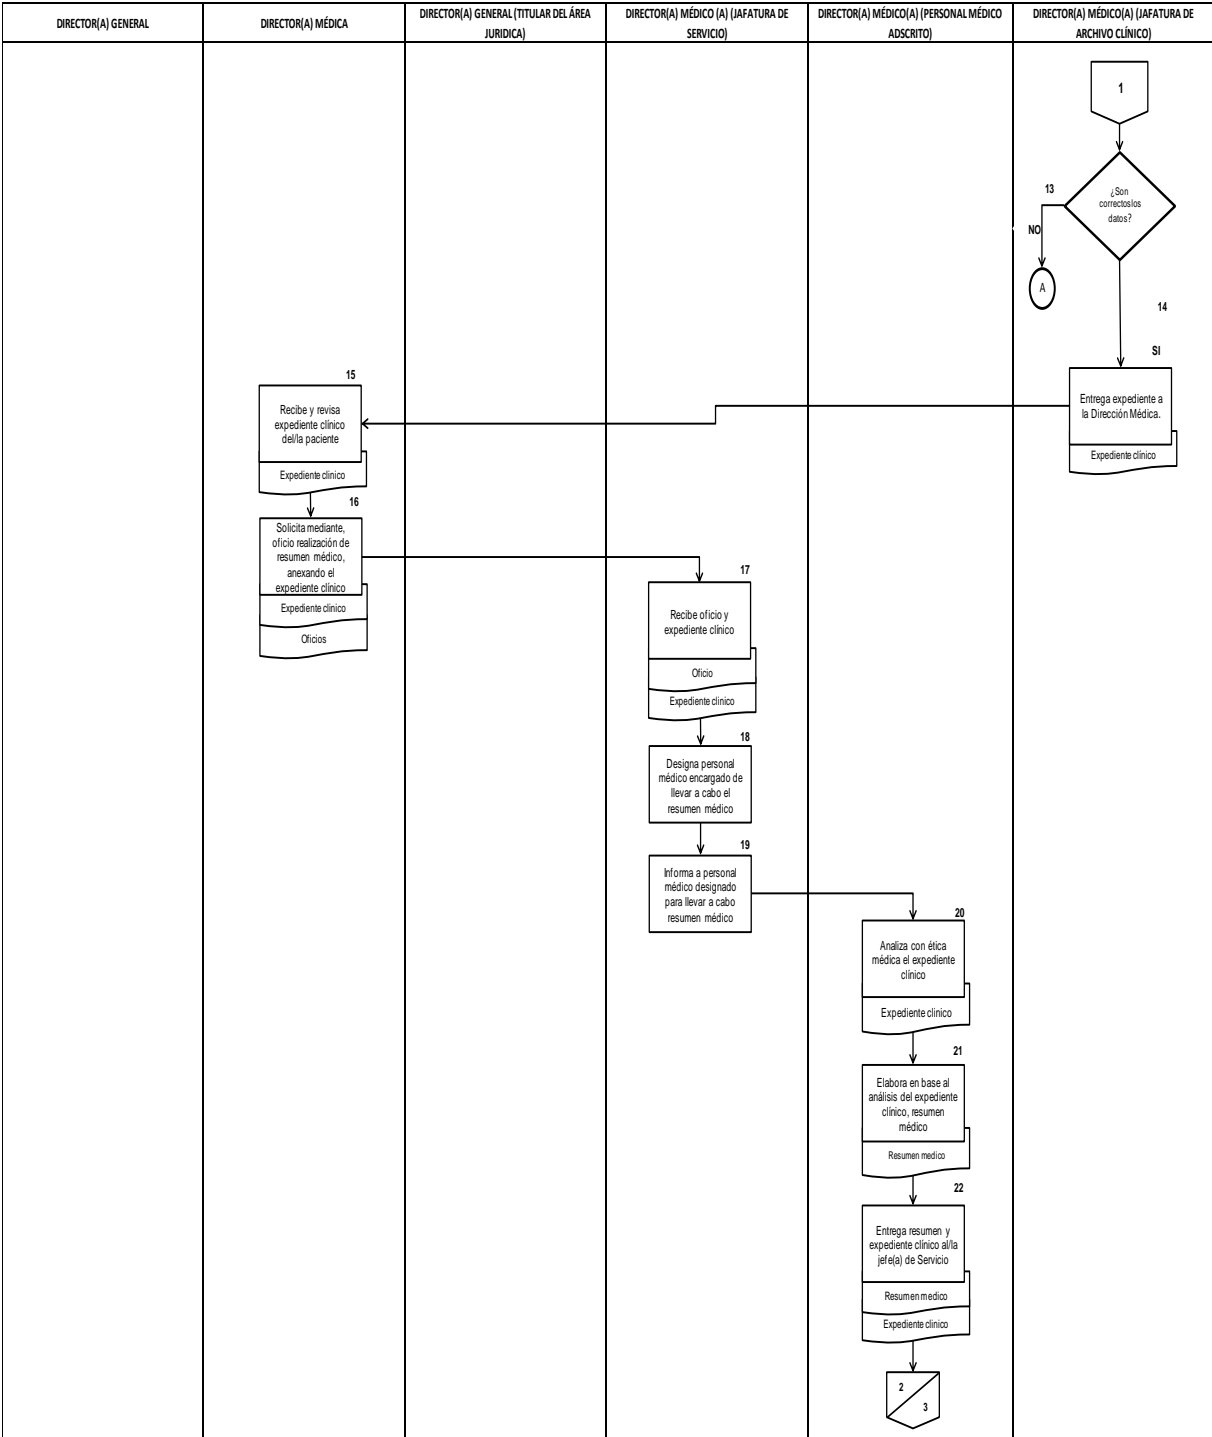 DIRECTOR(A) GENERAL
DIRECTOR(A) MÉDICA
DIRECTOR(A) GENERAL (TITULAR DEL ÁREA
JURIDICA)
DIRECTOR(A) MÉDICO (A) (JAFATURA DE
SERVICIO)
DIRECTOR(A) MÉDICO(A) (PERSONAL MÉDICO
ADSCRITO)
DIRECTOR(A) MÉDICO(A) (JAFATURA DE
ARCHIVO CLÍNICO)
1
13
¿Son
correctoslos
datos?
NO
A
14
SI
Entrega expediente a
la Dirección Médica.
Expediente clínico
15
Recibe y revisa
expediente clínico
del/la paciente
Expediente clinico
16
Solicita mediante,
oficio realización de
resumen médico,
anexando el
expediente clínico
Expediente clinico
Oficios
17
Recibe oficio y
expediente clínico
Oficio
Expediente clinico
18
Designa personal
médico encargado de
llevar a cabo el
resumen médico
19
Informa a personal
médico designado
para llevar a cabo
resumen médico
20
Analiza con ética
médica el expediente
clínico
Expediente clinico
21
Elabora en base al
análisis del expediente
clínico, resumen
médico
Resumen medico
22
Entrega resumen y
expediente clínico al/la
jefe(a) de Servicio
Resumen medico
Expediente clinico
2
3